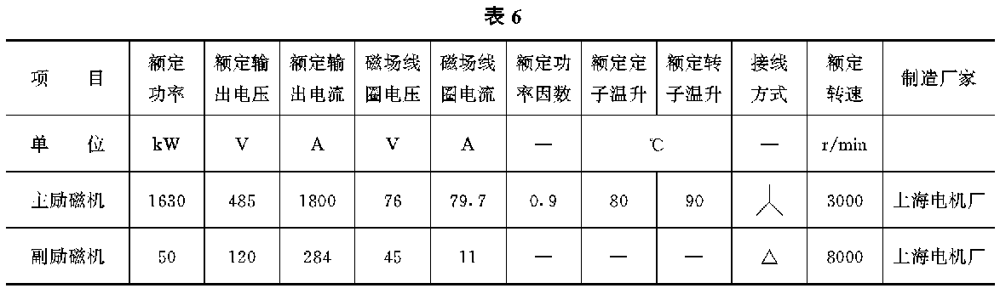 表 6
项 目 额定功率 额定输出电压 额定输出电流 磁场线圈电压 磁场线圈电流 额定功率因数 额定定子温升 额定转子温升 接线方式 额定转速 制造厂家
单 位 kW V A V A — ℃ — r/min
主励磁机 1630 485 1800 76 79.7 0.9 80 90 3000 上海电机厂
副励磁机 50 120 284 45 11 — — — △ 8000 上海电机厂